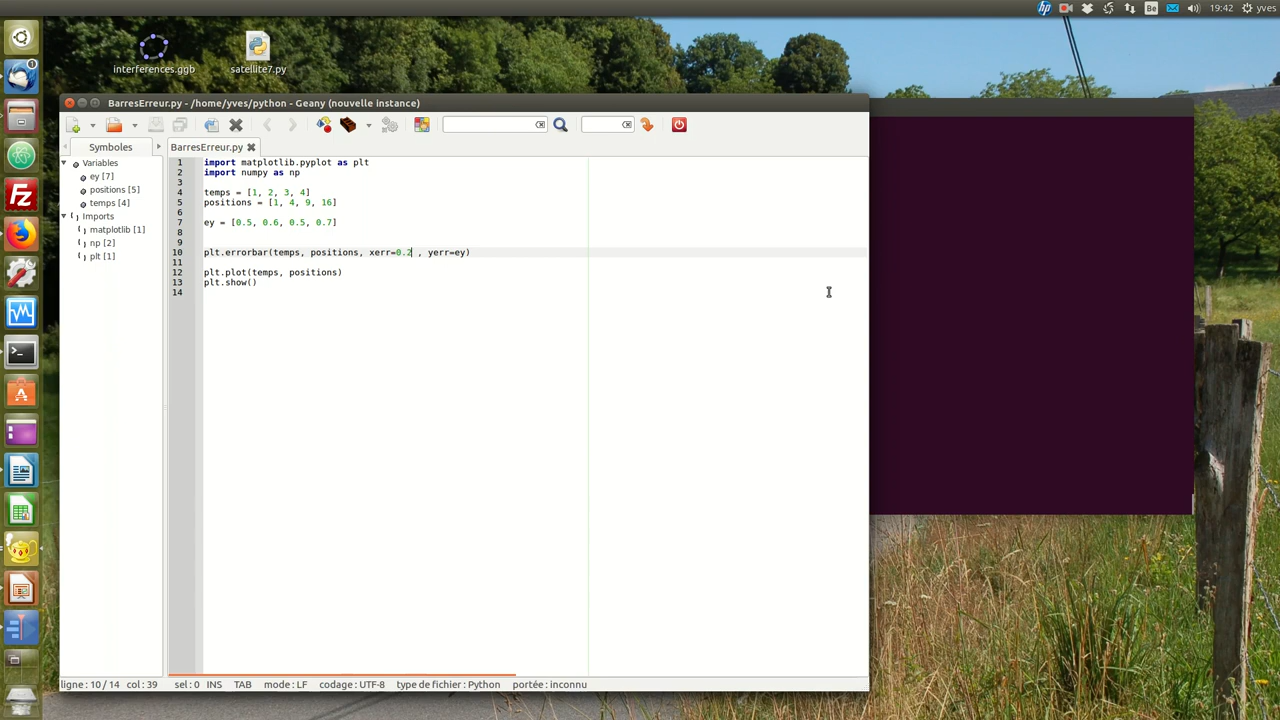 Be
19:42
yves
interferences.ggb
satellite7.py
1
BarresErreur.py - /home/yves/python - Geany (nouvelle instance)
Symboles
BarresErreur.py
Variables
ey [7]
positions [5]
temps [4]
Imports
matplotlib [1]
np [2]
plt [1]
1 import matplotlib.pyplot as plt
2 import numpy as np
3
4 temps = [1, 2, 3, 4]
5 positions = [1, 4, 9, 16]
6
7 ey = [0.5, 0.6, 0.5, 0.7]
8
9
10 plt.errorbar(temps, positions, xerr=0.2 , yerr=ey)
11
12 plt.plot(temps, positions)
13 plt.show()
14
ligne : 10 / 14 col : 39 sel : 0 INS TAB mode : LF codage : UTF-8 type de fichier : Python portée : inconnu